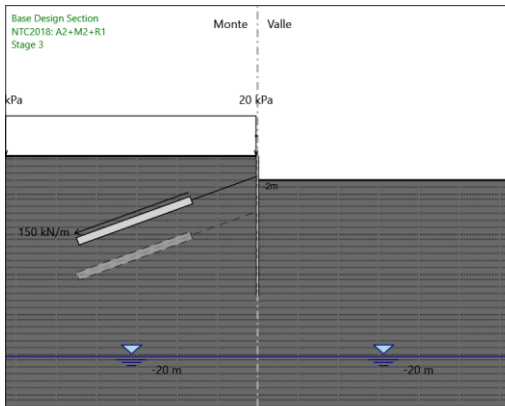 Base Design Section
NTC2018: A2+M2+R1
Stage 3
Monte
Valle
kPa
20 kPa
-2m
150 kN/m
-20 m
-20 m